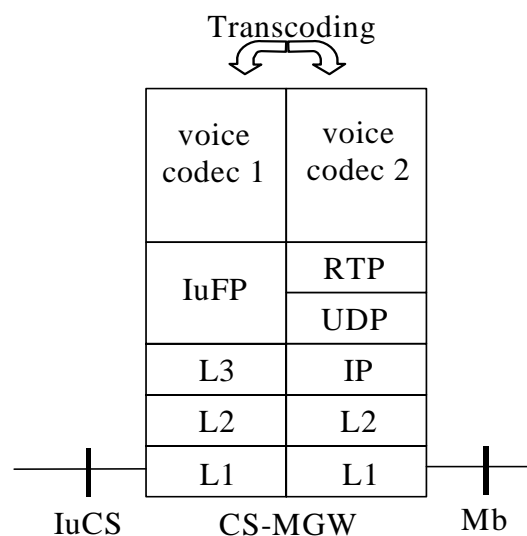 Transcoding
voice
codec 1
voice
codec 2
IuFP
RTP
UDP
L3
IP
L2
L2
L1
L1
IuCS
CS-MGW
Mb